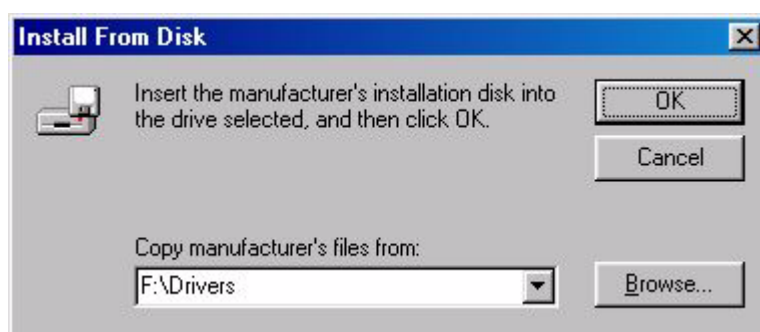 Install From Disk
Insert the manufacturer's installation disk into
the drive selected, and then click OK.
OK
Cancel
Copy manufacturer's files from:
F:\Drivers
Browse...